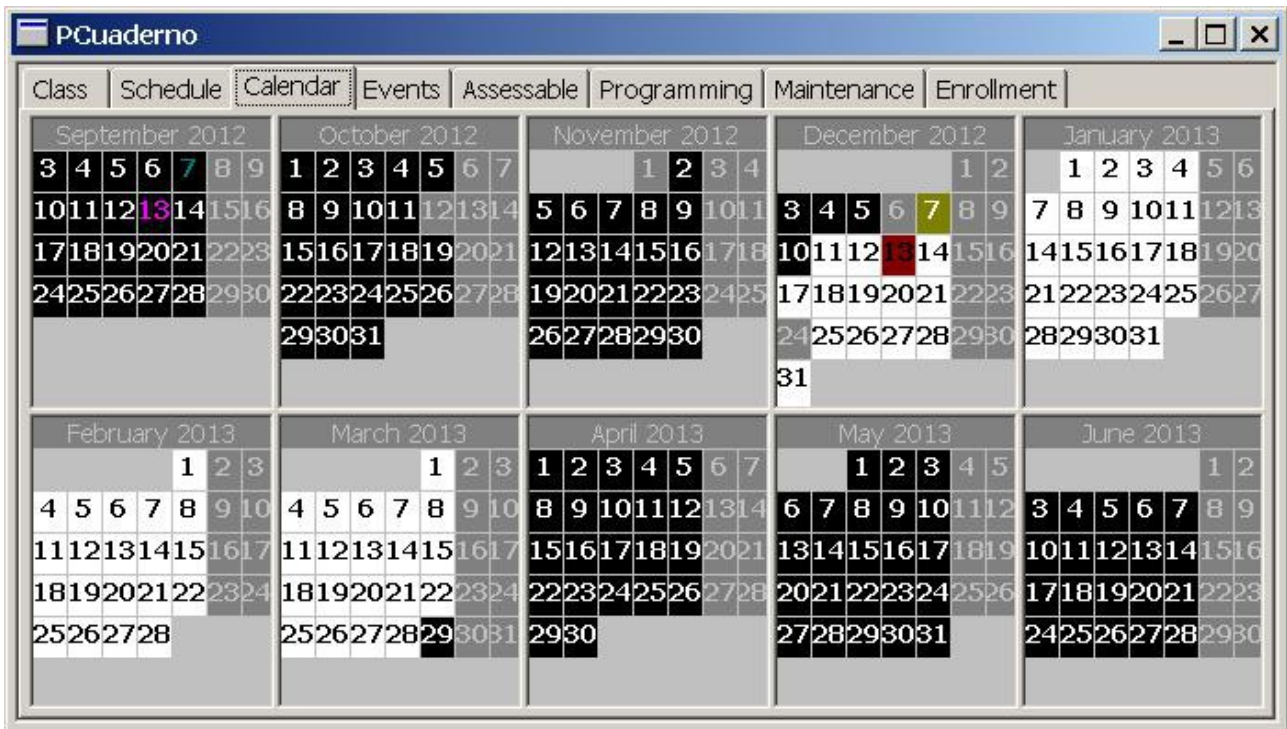 PCuaderno
Class Schedule Calendar Events Assessable Programming Maintenance Enrollment
September 2012
3 4 5 6 7 8 9
10 11 12 13 14 15 16
17 18 19 20 21 22 23
24 25 26 27 28 29 30
October 2012
1 2 3 4 5 6 7
8 9 10 11 12 13 14
15 16 17 18 19 20 21
22 23 24 25 26 27 28
29 30 31
November 2012
1 2 3 4
5 6 7 8 9 10 11
12 13 14 15 16 17 18
19 20 21 22 23 24 25
26 27 28 29 30
December 2012
1 2
3 4 5 6 7 8 9
10 11 12 13 14 15 16
17 18 19 20 21 22 23
24 25 26 27 28 29 30
31
January 2013
1 2 3 4 5 6
7 8 9 10 11 12 13
14 15 16 17 18 19 20
21 22 23 24 25 26 27
28 29 30 31
February 2013
1 2 3
4 5 6 7 8 9 10
11 12 13 14 15 16 17
18 19 20 21 22 23 24
25 26 27 28
March 2013
1 2 3
4 5 6 7 8 9 10
11 12 13 14 15 16 17
18 19 20 21 22 23 24
25 26 27 28 29 30 31
April 2013
1 2 3 4 5 6 7
8 9 10 11 12 13 14
15 16 17 18 19 20 21
22 23 24 25 26 27 28
29 30
May 2013
1 2 3 4 5
6 7 8 9 10 11 12
13 14 15 16 17 18 19
20 21 22 23 24 25 26
27 28 29 30 31
June 2013
1 2
3 4 5 6 7 8 9
10 11 12 13 14 15 16
17 18 19 20 21 22 23
24 25 26 27 28 29 30